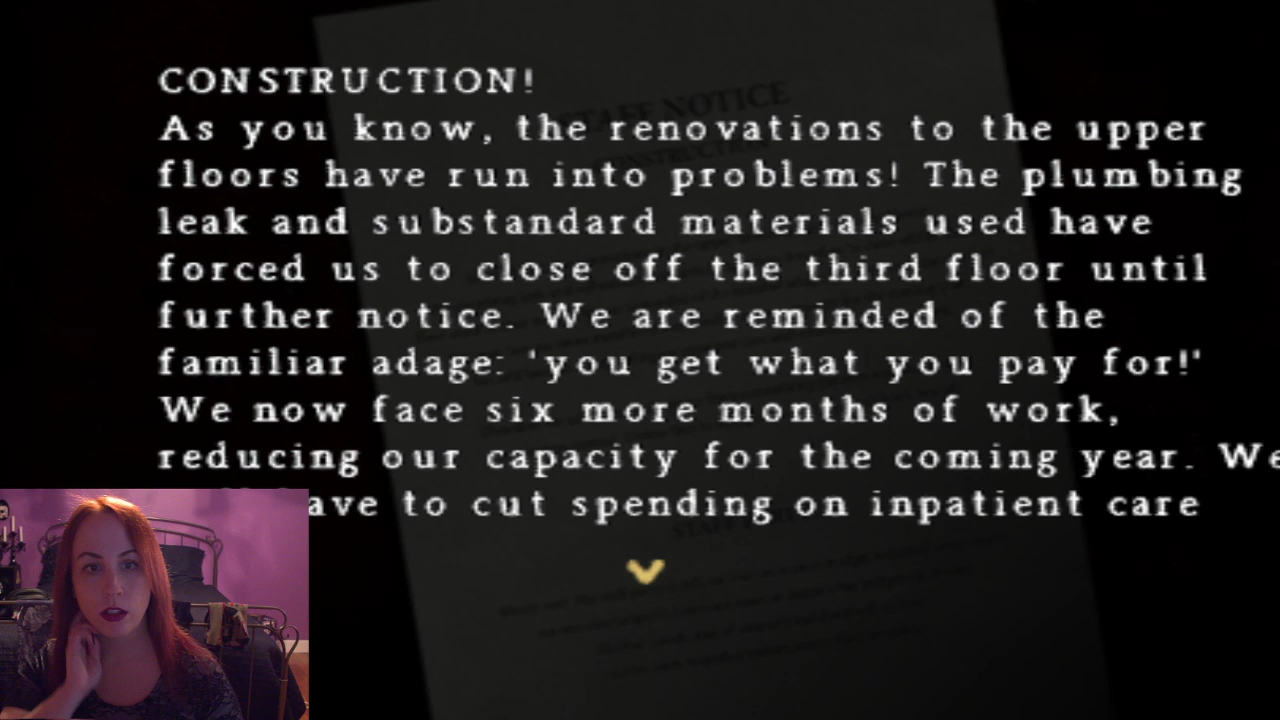 CONSTRUCTION!
As you know, the renovations to the upper
floors have run into problems! The plumbing
leak and substandard materials used have
forced us to close off the third floor until
further notice. We are reminded of the
familiar adage: 'you get what you pay for!'
We now face six more months of work,
reducing our capacity for the coming year. We
to cut spending on inpatient care
STAFF NOTICE
CONSTRUCTION